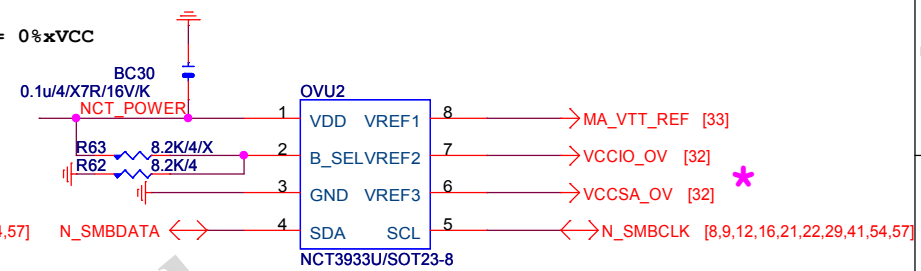 = 0%xVCC
BC30
0.1u/4/X7R/16V/K
OVU2
NCT_POWER
1 VDD VREF1 8 MA_VTT_REF [33]
R63 8.2K/4/X
2 B_SEL VREF2 7 VCCIO_OV [32]
R62 8.2K/4
3 GND VREF3 6 VCCSA_OV [32] *
,57] N_SMBDATA 4 SDA SCL 5 N_SMBCLK [8,9,12,16,21,22,29,41,54,57]
NCT3933U/SOT23-8